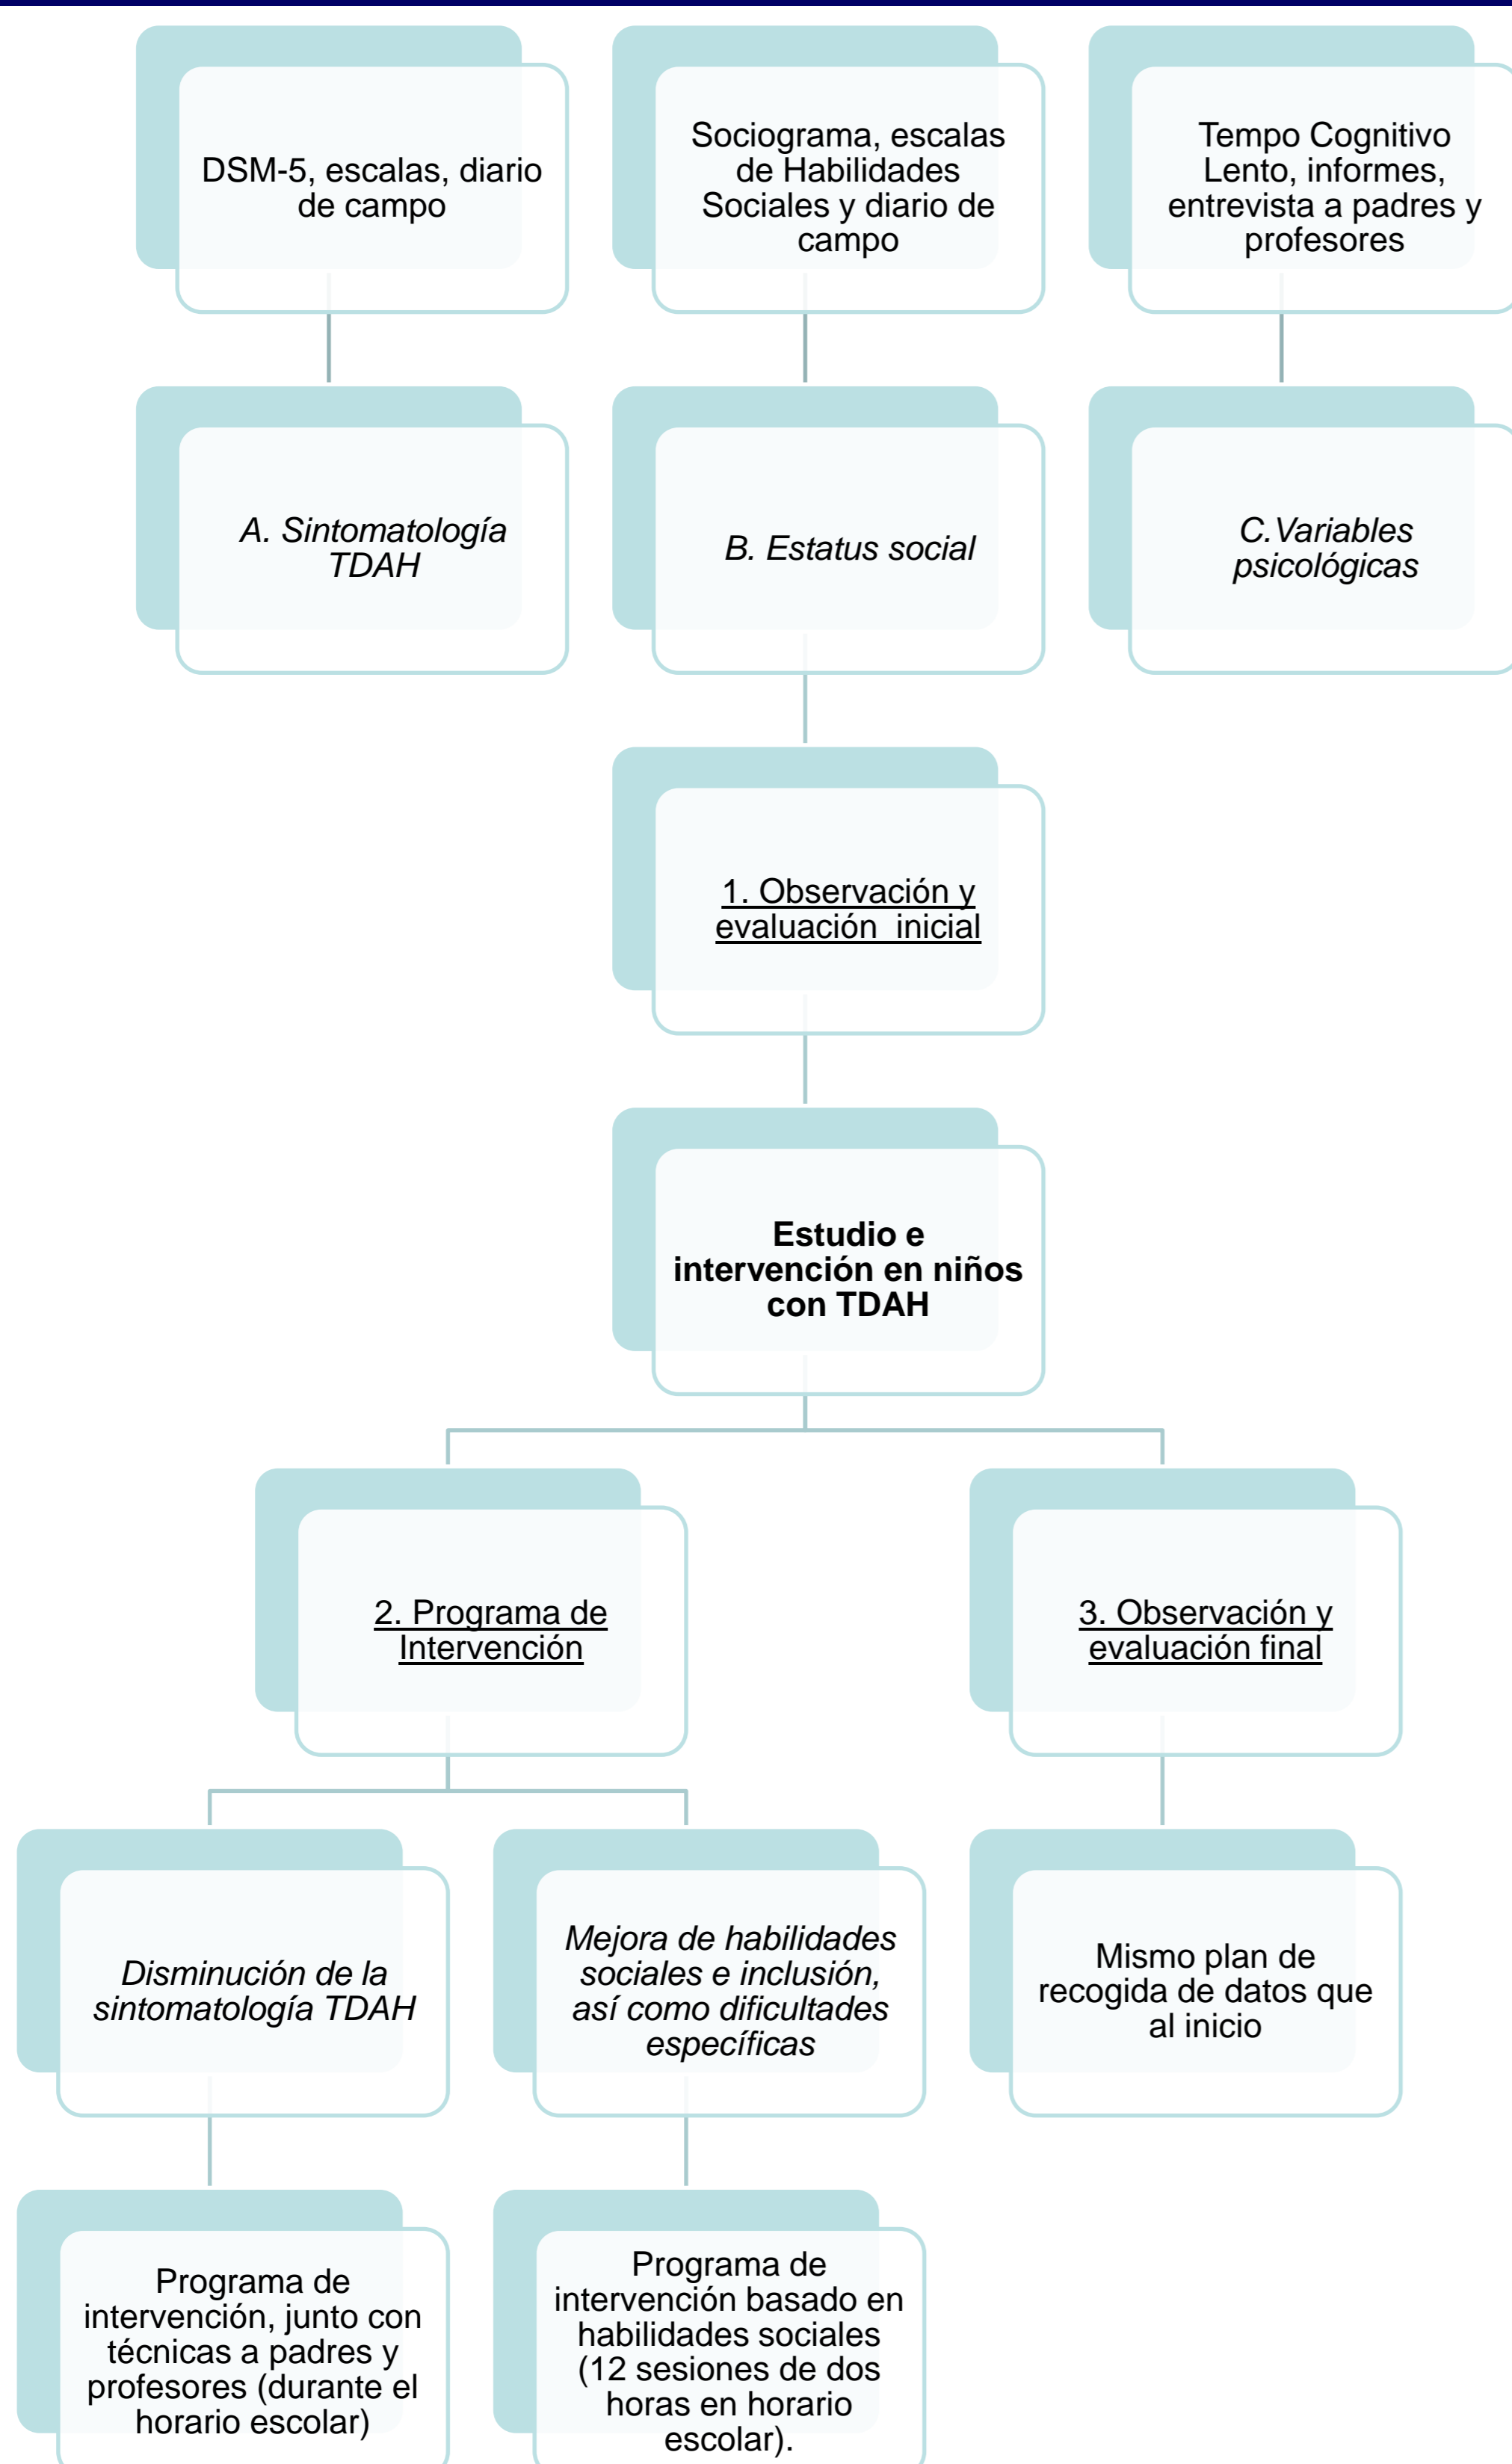 DSM-5, escalas, diario
de campo
Sociograma, escalas
de Habilidades
Sociales y diario de
campo
Tempo Cognitivo
Lento, informes,
entrevista a padres y
profesores
A. Sintomatología
TDAH
B. Estatus social
C.Variables
psicológicas
1. Observación y
evaluación  inicial
Estudio e
intervención en niños
con TDAH
2. Programa de
Intervención
3. Observación y
evaluación final
Disminución de la
sintomatología TDAH
Mejora de habilidades
sociales e inclusión,
así como dificultades
específicas
Mismo plan de
recogida de datos que
al inicio
Programa de
intervención, junto con
técnicas a padres y
profesores (durante el
horario escolar)
Programa de
intervención basado en
habilidades sociales
(12 sesiones de dos
horas en horario
escolar).